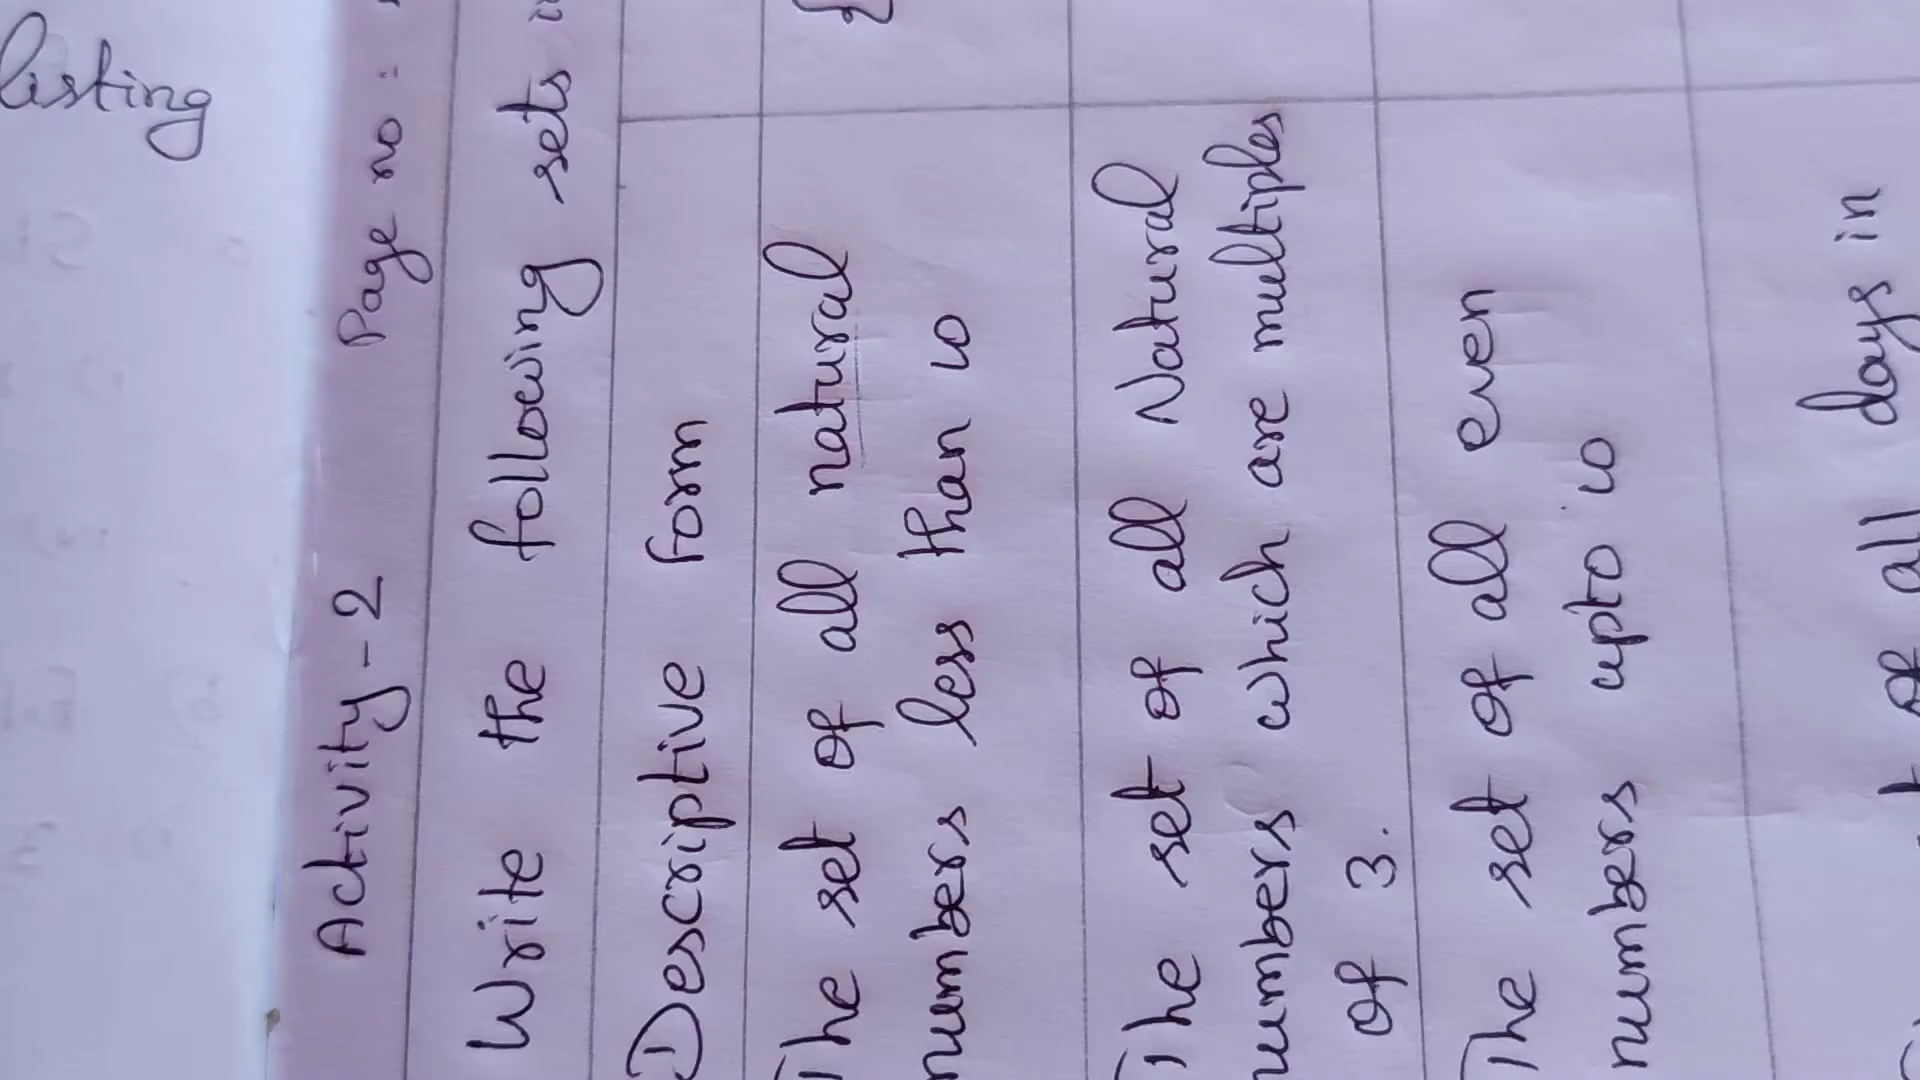 listing
Activity-2 Page no:
Write the following sets
Descriptive form
{
The set of all natural
numbers less than 10
The set of all Natural
numbers which are multiples
of 3.
The set of all even
numbers upto 10
of all days in